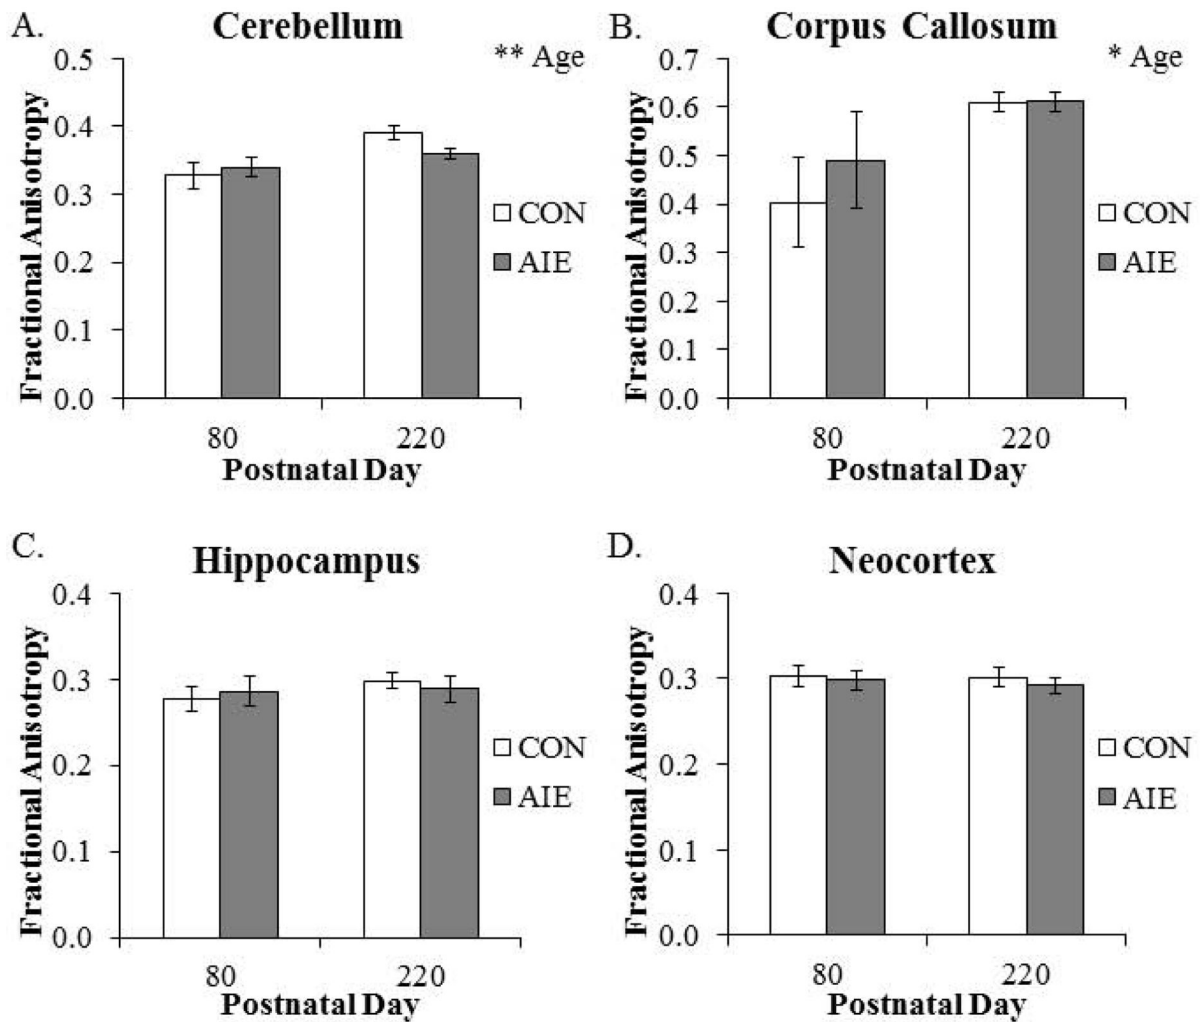 A.
Cerebellum
** Age
Fractional Anisotropy
0.5
0.4
0.3
0.2
0.1
0.0
80
220
Postnatal Day
CON
AIE
B.
Corpus Callosum
* Age
Fractional Anisotropy
0.7
0.6
0.5
0.4
0.3
0.2
0.1
0.0
80
220
Postnatal Day
CON
AIE
C.
Hippocampus
Fractional Anisotropy
0.4
0.3
0.2
0.1
0.0
80
220
Postnatal Day
CON
AIE
D.
Neocortex
Fractional Anisotropy
0.4
0.3
0.2
0.1
0.0
80
220
Postnatal Day
CON
AIE